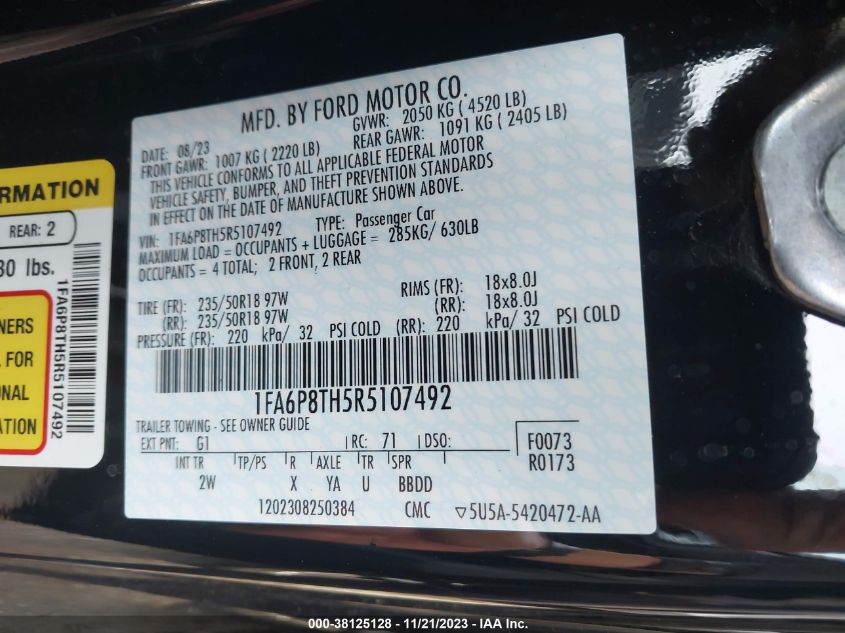 MFD. BY FORD MOTOR CO.
DATE: 08/23 GVWR: 2050 KG ( 4520 LB)
FRONT GAWR: 1007 KG ( 2220 LB) REAR GAWR: 1091 KG ( 2405 LB)
THIS VEHICLE CONFORMS TO ALL APPLICABLE FEDERAL MOTOR
VEHICLE SAFETY, BUMPER, AND THEFT PREVENTION STANDARDS
IN EFFECT ON THE DATE OF MANUFACTURE SHOWN ABOVE.
VIN: 1FA6P8TH5R5107492 TYPE: Passenger Car
MAXIMUM LOAD = OCCUPANTS + LUGGAGE = 285KG/ 630LB
OCCUPANTS = 4 TOTAL; 2 FRONT, 2 REAR
TIRE (FR): 235/50R18 97W RIMS (FR): 18x8.0J
(RR): 235/50R18 97W (RR): 18x8.0J
PRESSURE (FR): 220 kPa/ 32 PSI COLD (RR): 220 kPa/ 32 PSI COLD
1FA6P8TH5R5107492
TRAILER TOWING - SEE OWNER GUIDE
EXT PNT: G1 RC: 71 DSO: F0073
R0173
INT TR TP/PS R AXLE TR SPR
2W X YA U BBDD
1202308250384 CMC ▽5U5A-5420472-AA
RMATION
REAR: 2
30 lbs.
NERS
L FOR
ONAL
ATION
1FA6P8TH5R5107492
000-38125128 - 11/21/2023 - IAA Inc.